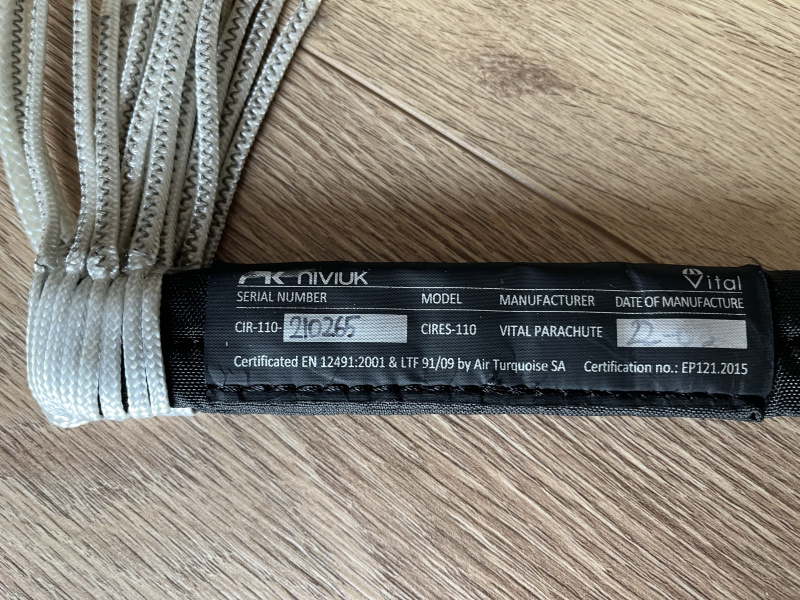 NIVIUK Vital
SERIAL NUMBER MODEL MANUFACTURER DATE OF MANUFACTURE
CIR-110-210265 CIRES-110 VITAL PARACHUTE
Certificated EN 12491:2001 & LTF 91/09 by Air Turquoise SA Certification no.: EP121.2015